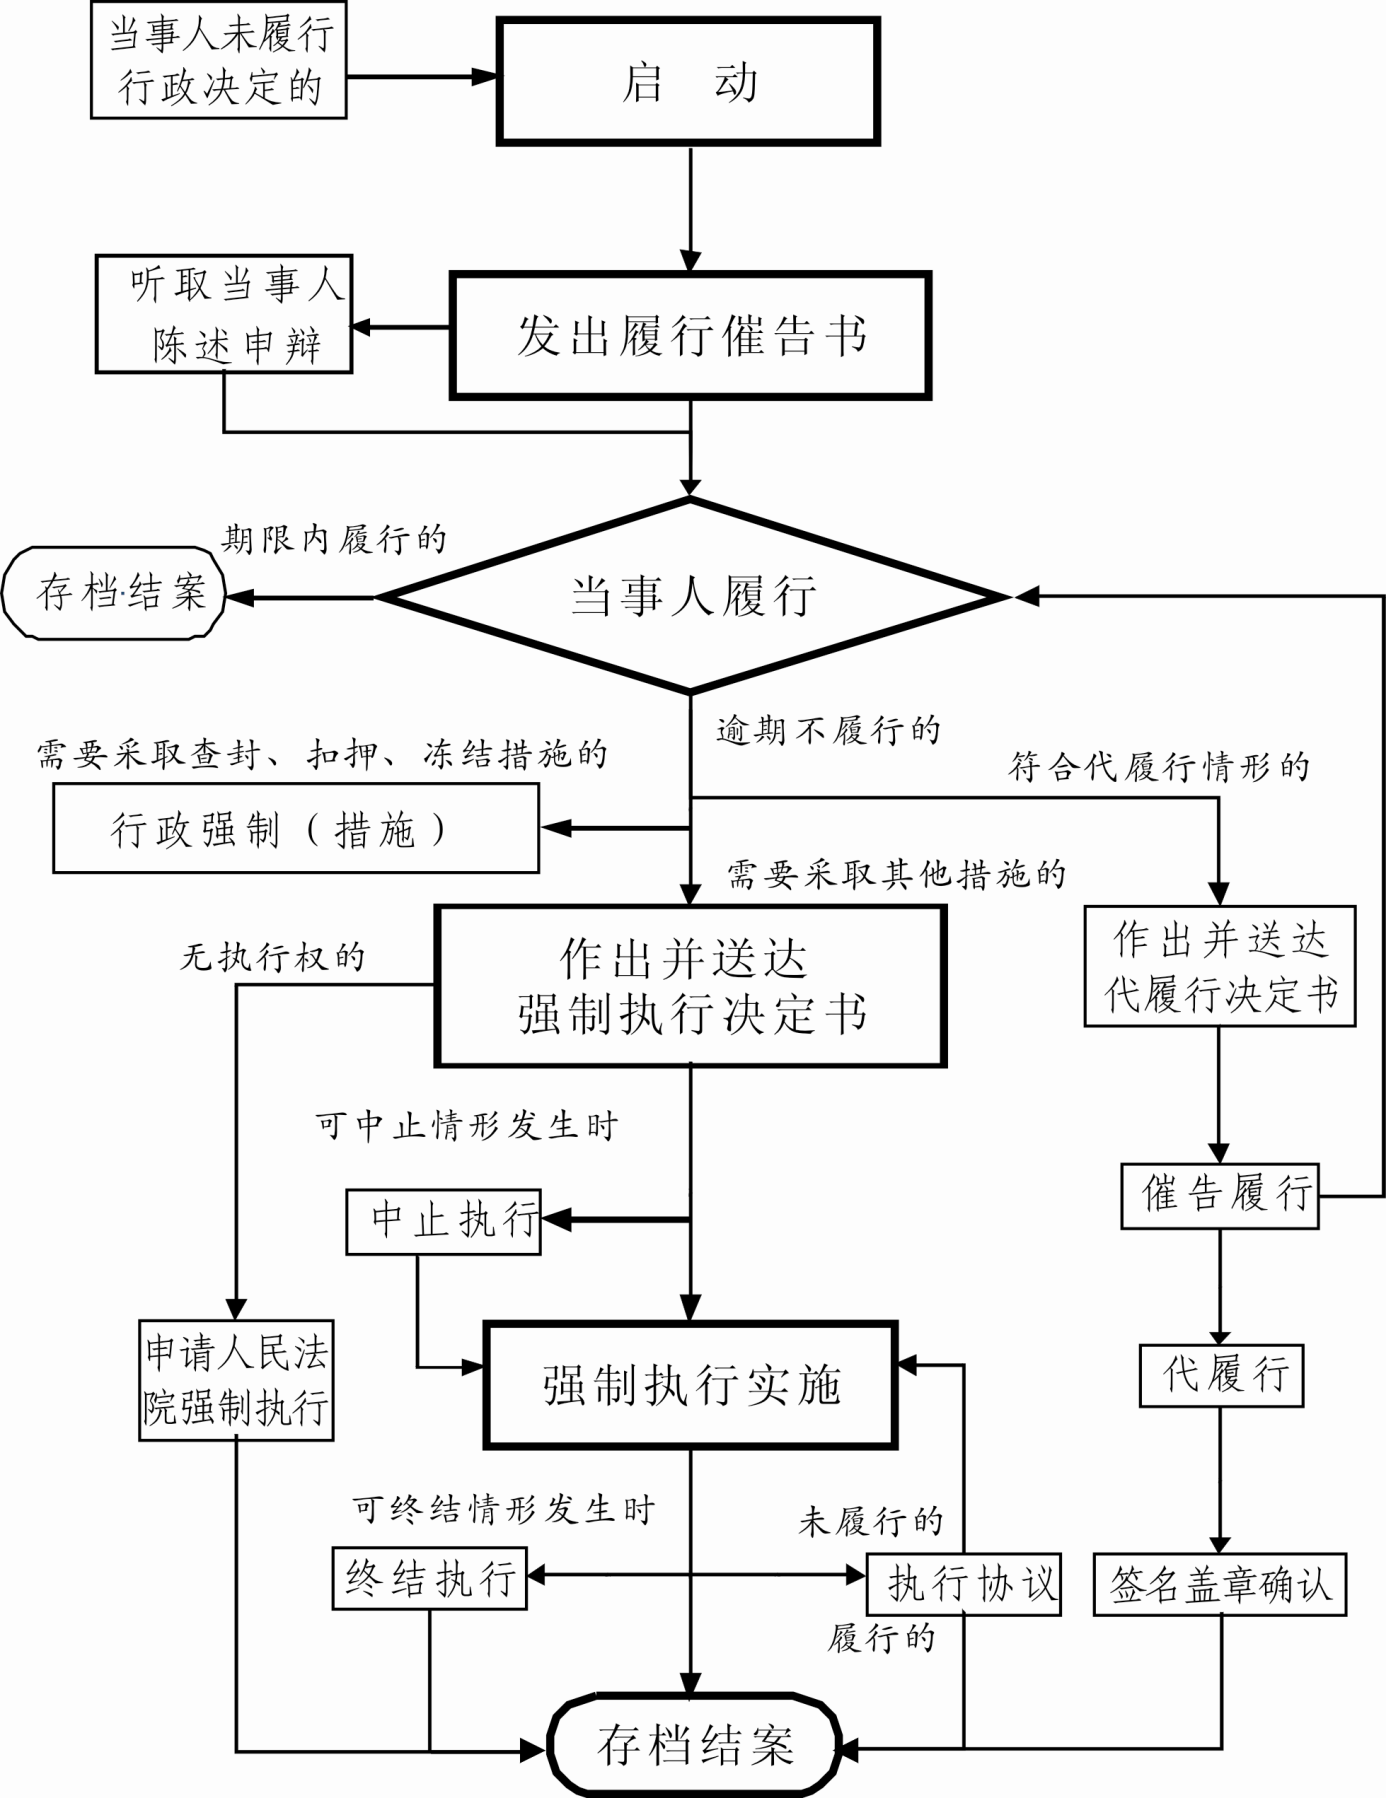 当事人未履行
行政决定的
启 动
听取当事人
陈述申辩
发出履行催告书
期限内履行的
存档·结案
当事人履行
逾期不履行的
需要采取查封、扣押、冻结措施的
符合代履行情形的
行政强制（措施）
需要采取其他措施的
无执行权的
作出并送达
强制执行决定书
作出并送达
代履行决定书
可中止情形发生时
中止执行
催告履行
申请人民法
院强制执行
强制执行实施
代履行
可终结情形发生时
未履行的
终结执行
执行协议
签名盖章确认
履行的
存档结案